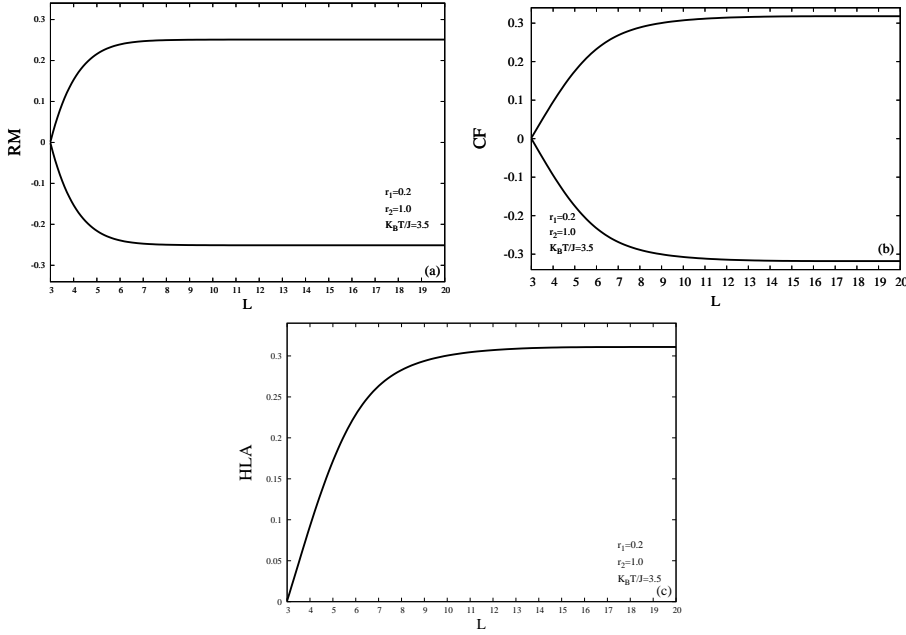 0.3
0.2
0.1
0
-0.1
-0.2
-0.3
RM
r1=0.2
r2=1.0
KBT/J=3.5
(a)
3 4 5 6 7 8 9 10 11 12 13 14 15 16 17 18 19 20
L
0.3
0.2
0.1
0
-0.1
-0.2
-0.3
CF
r1=0.2
r2=1.0
KBT/J=3.5
(b)
3 4 5 6 7 8 9 10 11 12 13 14 15 16 17 18 19 20
L
0.3
0.25
0.2
0.15
0.1
0.05
0
HLA
r1=0.2
r2=1.0
KBT/J=3.5
(c)
3 4 5 6 7 8 9 10 11 12 13 14 15 16 17 18 19 20
L